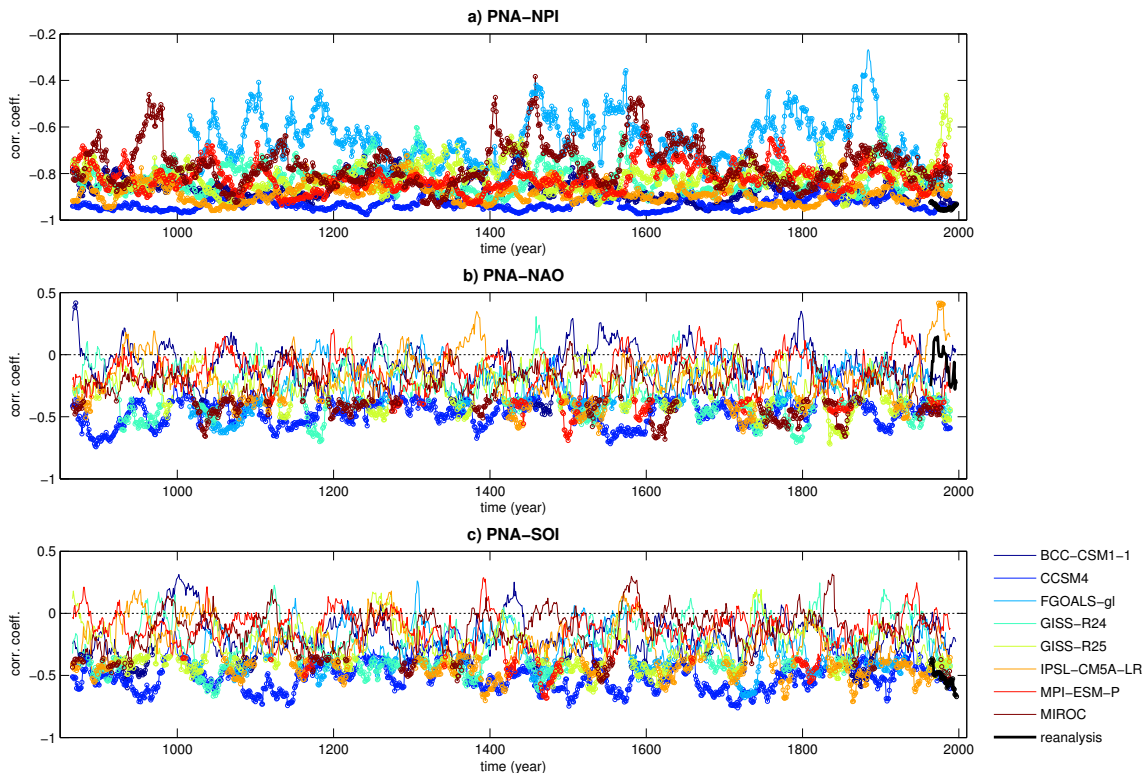 a) PNA−NPI
−0.2
−0.4
−0.6
−0.8
−1
corr. coeff.
1000
1200
1400
1600
1800
2000
time (year)
b) PNA−NAO
0.5
0
−0.5
−1
corr. coeff.
1000
1200
1400
1600
1800
2000
time (year)
c) PNA−SOI
0.5
0
−0.5
−1
corr. coeff.
1000
1200
1400
1600
1800
2000
time (year)
BCC−CSM1−1
CCSM4
FGOALS−gl
GISS−R24
GISS−R25
IPSL−CM5A−LR
MPI−ESM−P
MIROC
reanalysis